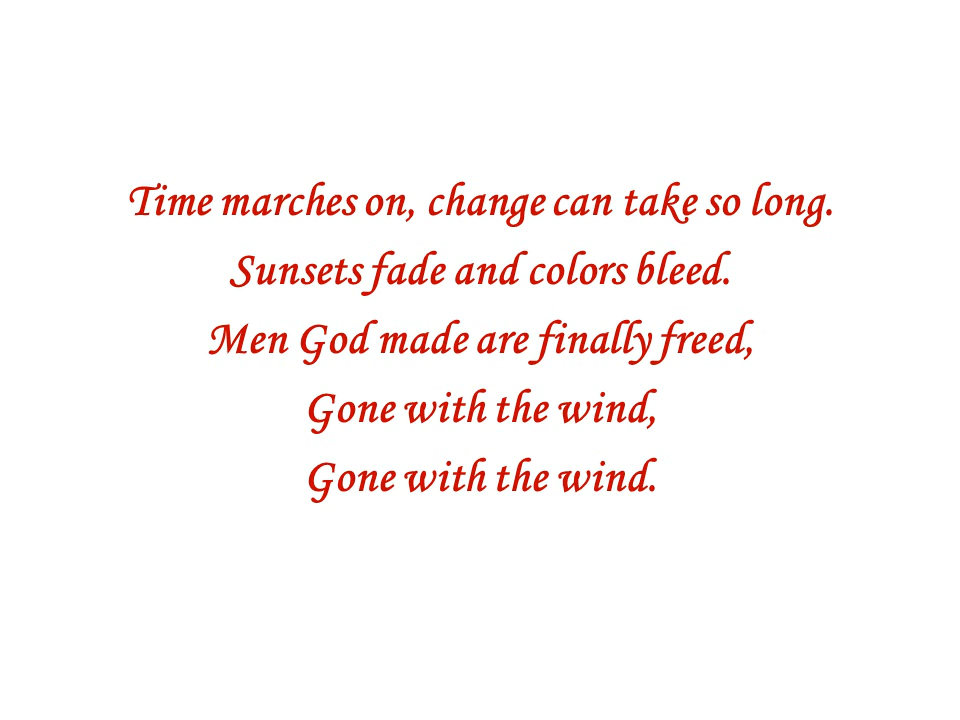 Time marches on, change can take so long.
Sunsets fade and colors bleed.
Men God made are finally freed,
Gone with the wind,
Gone with the wind.